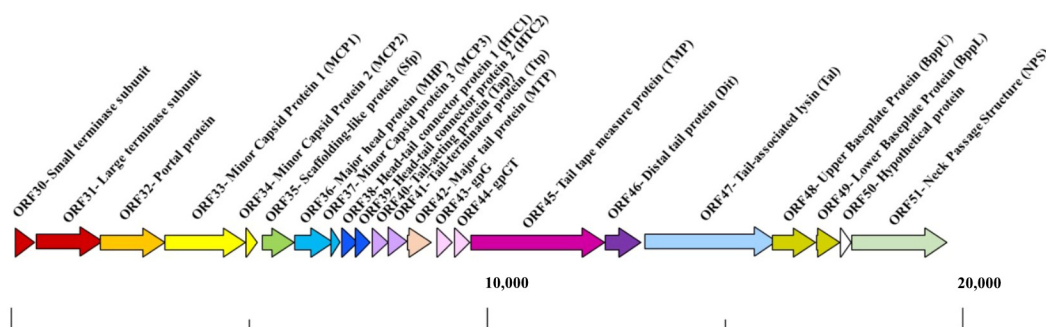 ORF30- Small terminase subunit
ORF31- Large terminase subunit
ORF32- Portal protein
ORF33- Minor Capsid Protein 1 (MCP1)
ORF34- Minor Capsid Protein 2 (MCP2)
ORF35- Scaffolding-like protein (Sfp)
ORF36- Major head protein (MHP)
ORF37- Minor Capsid protein 3 (MCP3)
ORF38- Head-tail connector protein 1 (HTC1)
ORF39- Head-tail connector protein 2 (HTC2)
ORF40- Tail-acting protein (Tap)
ORF41- Tail-terminator protein (Ttp)
ORF42- Major tail protein (MTP)
ORF43- gpG
ORF44- gpGT
ORF45- Tail tape measure protein (TMP)
ORF46- Distal tail protein (Dit)
ORF47- Tail-associated lysin (Tal)
ORF48- Upper Baseplate Protein (BppU)
ORF49- Lower Baseplate Protein (BppL)
ORF50- Hypothetical protein
ORF51- Neck Passage Structure (NPS)
10,000
20,000